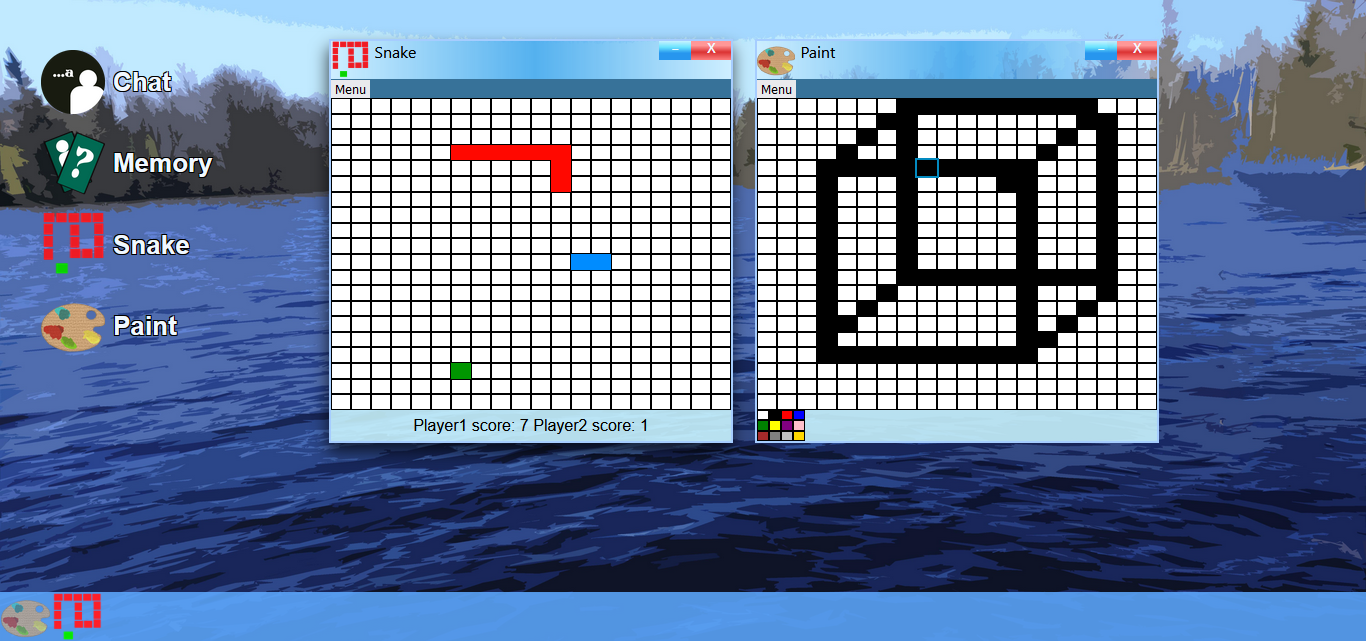 ...a
Chat
?
Memory
Snake
Paint
Snake
– X
Menu
Player1 score: 7 Player2 score: 1
Paint
– X
Menu